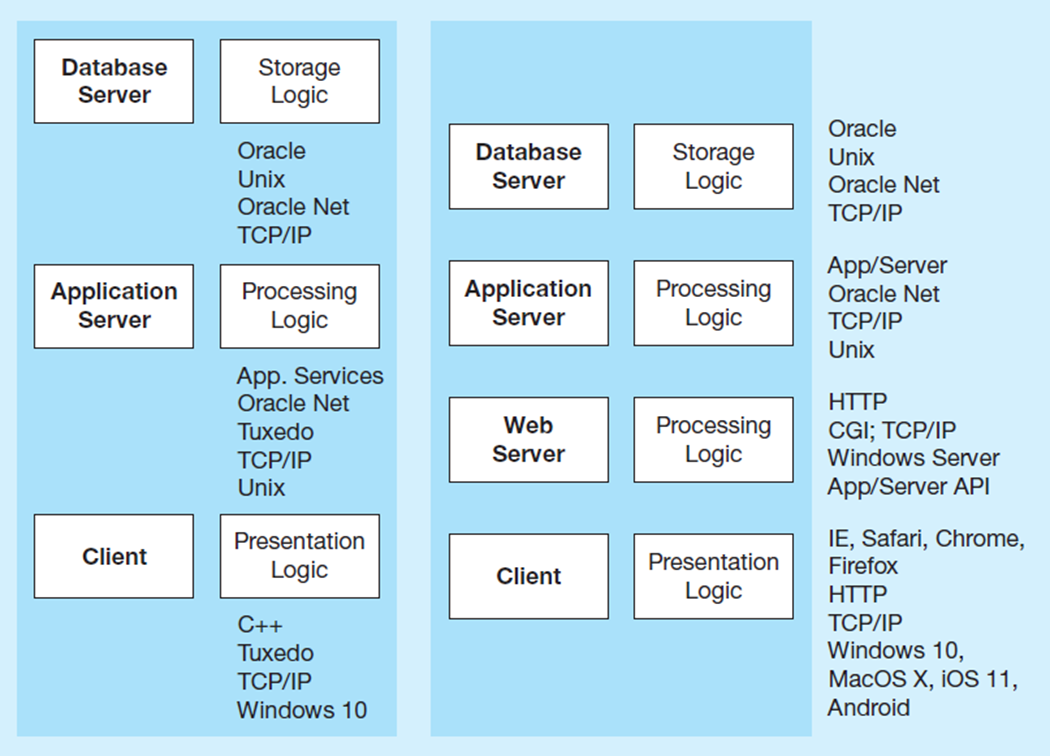 Database
Server
Storage
Logic
Oracle
Unix
Oracle Net
TCP/IP
Application
Server
Processing
Logic
App. Services
Oracle Net
Tuxedo
TCP/IP
Unix
Client
Presentation
Logic
C++
Tuxedo
TCP/IP
Windows 10
Database
Server
Storage
Logic
Oracle
Unix
Oracle Net
TCP/IP
Application
Server
Processing
Logic
App/Server
Oracle Net
TCP/IP
Unix
Web
Server
Processing
Logic
HTTP
CGI; TCP/IP
Windows Server
App/Server API
Client
Presentation
Logic
IE, Safari, Chrome,
Firefox
HTTP
TCP/IP
Windows 10,
MacOS X, iOS 11,
Android